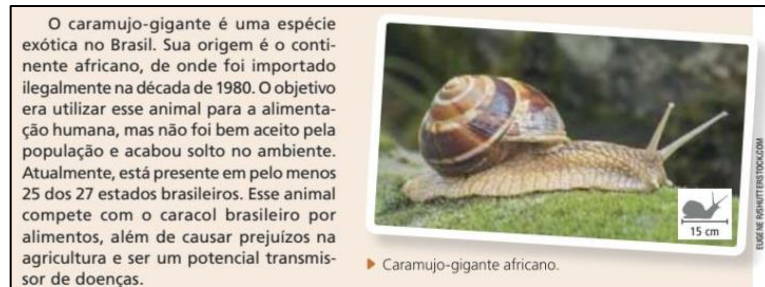 O caramujo-gigante é uma espécie
exótica no Brasil. Sua origem é o conti-
nente africano, de onde foi importado
ilegalmente na década de 1980. O objetivo
era utilizar esse animal para a alimenta-
ção humana, mas não foi bem aceito pela
população e acabou solto no ambiente.
Atualmente, está presente em pelo menos
25 dos 27 estados brasileiros. Esse animal
compete com o caracol brasileiro por
alimentos, além de causar prejuízos na
agricultura e ser um potencial transmis-
sor de doenças.
15 cm
EUGENE R/SHUTTERSTOCK.COM
Caramujo-gigante africano.